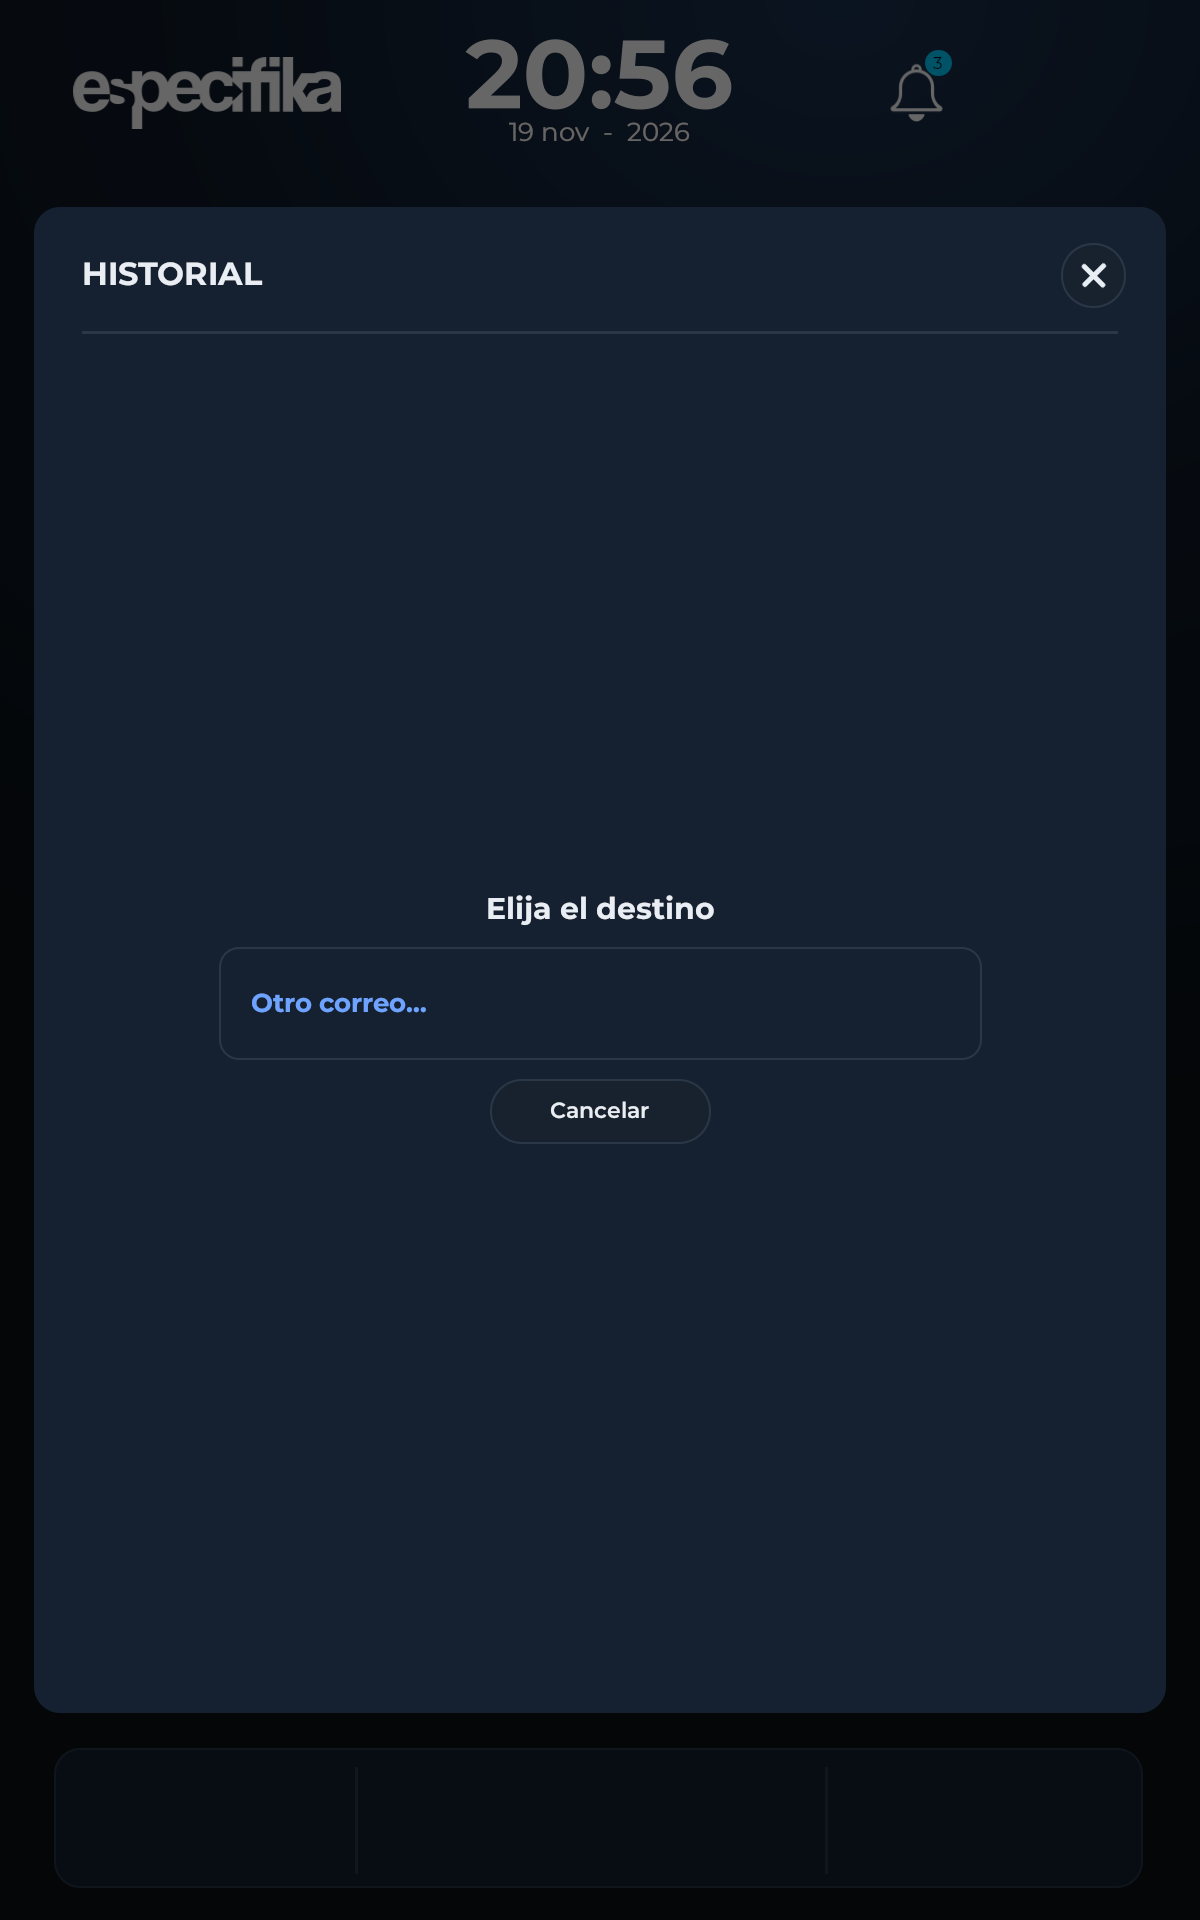 especifika
20:56
19 nov - 2026
3
HISTORIAL
Elija el destino
Otro correo...
Cancelar